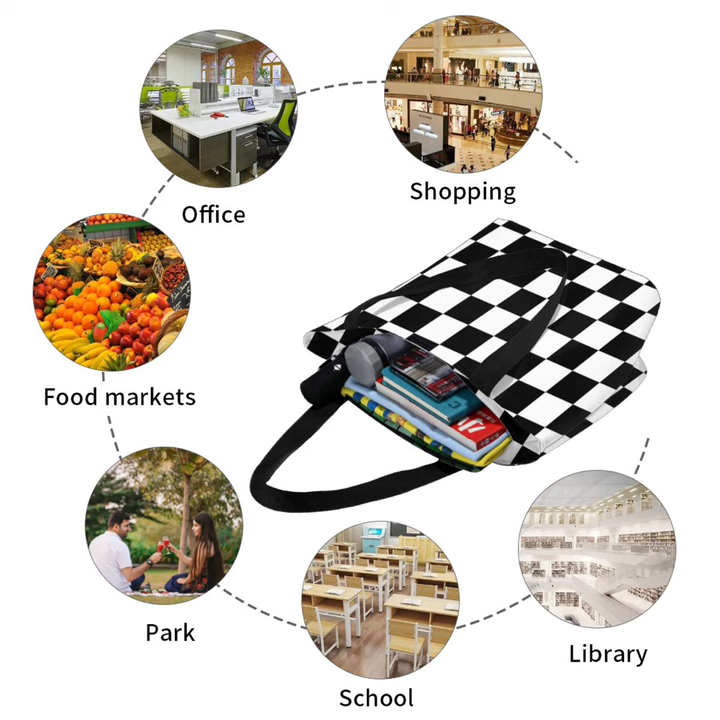 Shopping
Office
Food markets
Park
Library
School